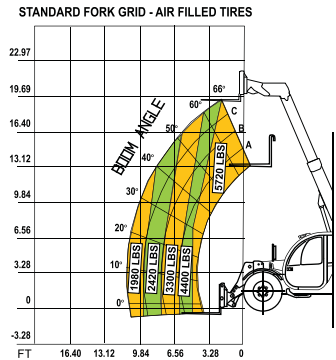 STANDARD FORK GRID - AIR FILLED TIRES
22.97
19.69
16.40
13.12
9.84
6.56
3.28
0
-3.28
BOOM ANGLE
66°
60°
50°
40°
30°
20°
10°
0°
C
B
A
5720 LBS
1980 LBS
2420 LBS
3300 LBS
4400 LBS
FT 16.40 13.12 9.84 6.56 3.28 0